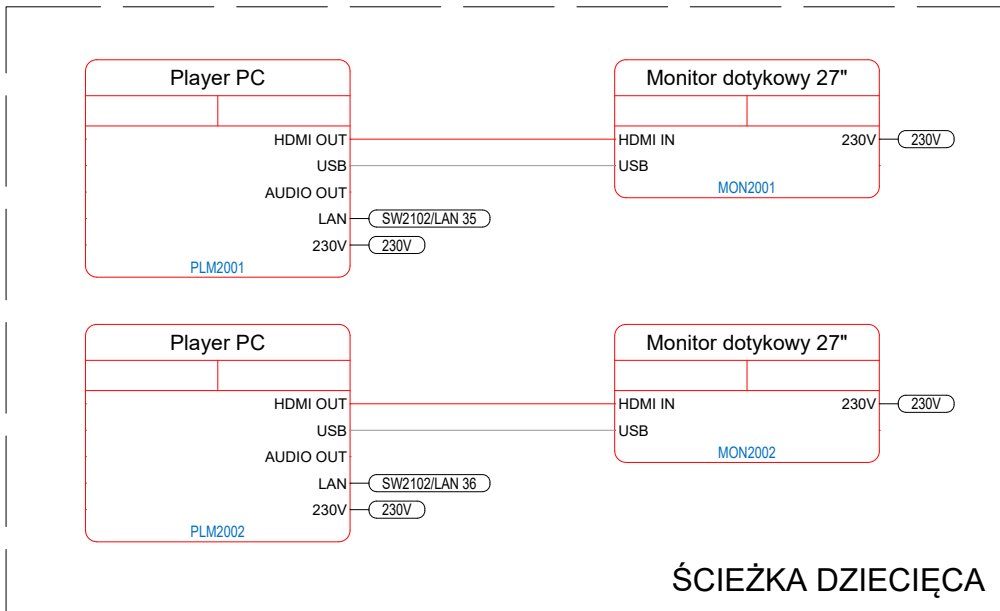 Player PC
Monitor dotykowy 27"
HDMI OUT
HDMI IN
230V
230V
USB
USB
AUDIO OUT
MON2001
LAN
SW2102/LAN 35
230V
230V
PLM2001
Player PC
Monitor dotykowy 27"
HDMI OUT
HDMI IN
230V
230V
USB
USB
AUDIO OUT
MON2002
LAN
SW2102/LAN 36
230V
230V
PLM2002
ŚCIEŻKA DZIECIĘCA